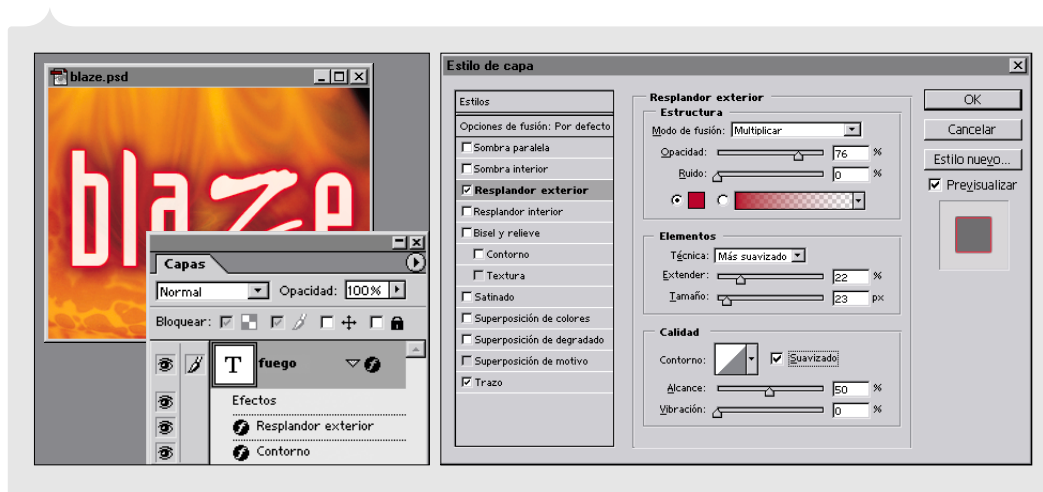 blaze.psd
blaze
Capas
Normal
Opacidad: 100%
Bloquear:
T fuego
Efectos
Resplandor exterior
Contorno
Estilo de capa
Estilos
Opciones de fusión: Por defecto
Sombra paralela
Sombra interior
Resplandor exterior
Resplandor interior
Bisel y relieve
Contorno
Textura
Satinado
Superposición de colores
Superposición de degradado
Superposición de motivo
Trazo
Resplandor exterior
Estructura
Modo de fusión: Multiplicar
Opacidad: 76 %
Ruido: 0 %
Elementos
Técnica: Más suavizado
Extender: 22 %
Tamaño: 23 px
Calidad
Contorno: Suavizado
Alcance: 50 %
Vibración: 0 %
OK
Cancelar
Estilo nuevo...
Previsualizar